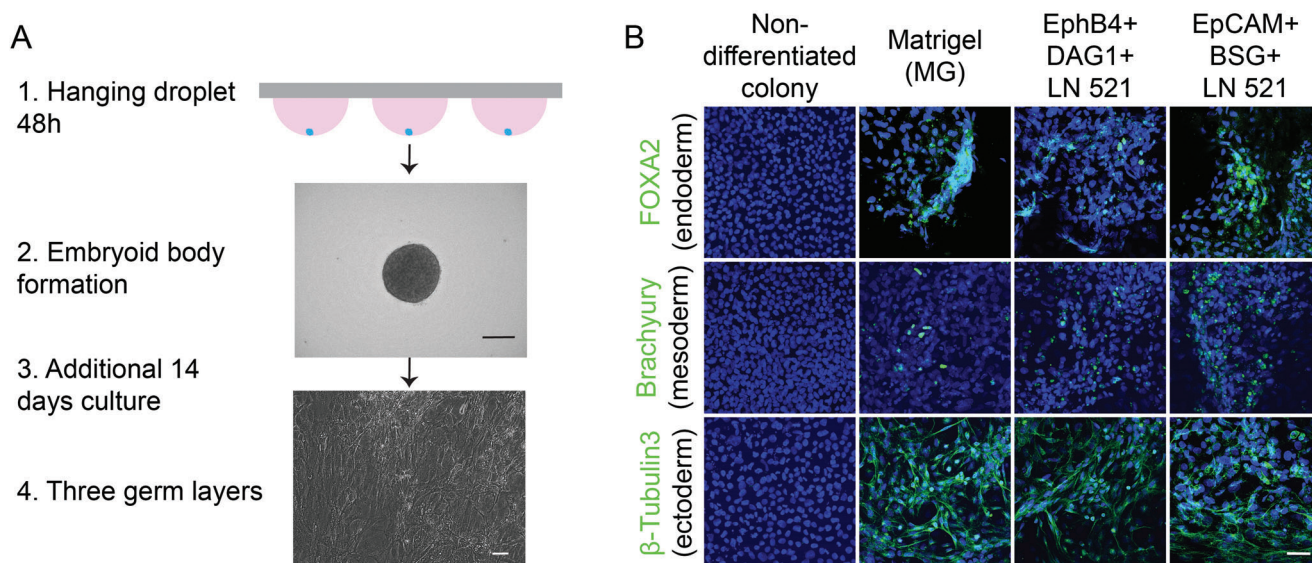 A
1. Hanging droplet
48h
2. Embryoid body
formation
3. Additional 14
days culture
4. Three germ layers
B
Non-
differentiated
colony
Matrigel
(MG)
EphB4+
DAG1+
LN 521
EpCAM+
BSG+
LN 521
FOXA2
(endoderm)
Brachyury
(mesoderm)
β-Tubulin3
(ectoderm)